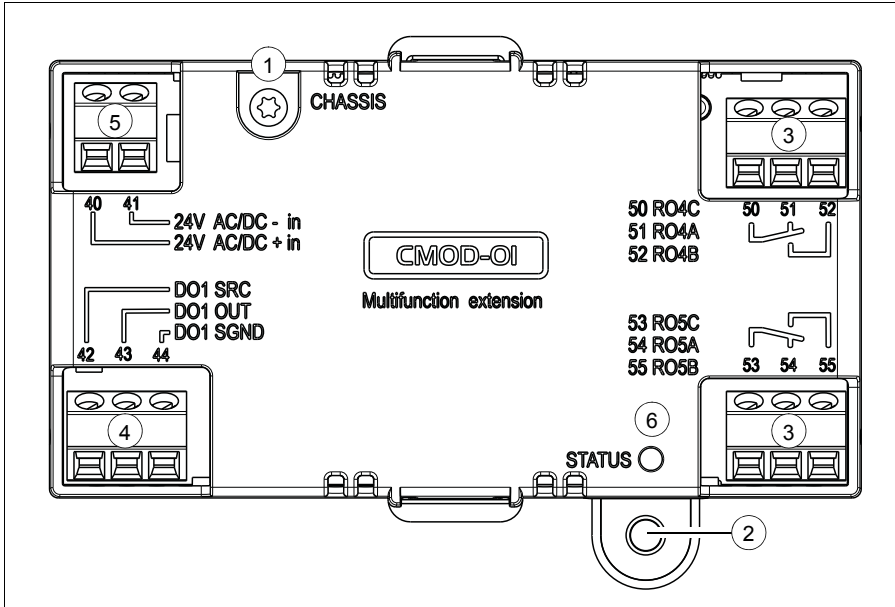 1
CHASSIS
5
3
40 41
24V AC/DC - in
24V AC/DC + in
50 RO4C
51 RO4A
52 RO4B
50 51 52
CMOD-01
Multifunction extension
DO1 SRC
DO1 OUT
DO1 SGND
42 43 44
53 RO5C
54 RO5A
55 RO5B
53 54 55
4
6
3
STATUS
2